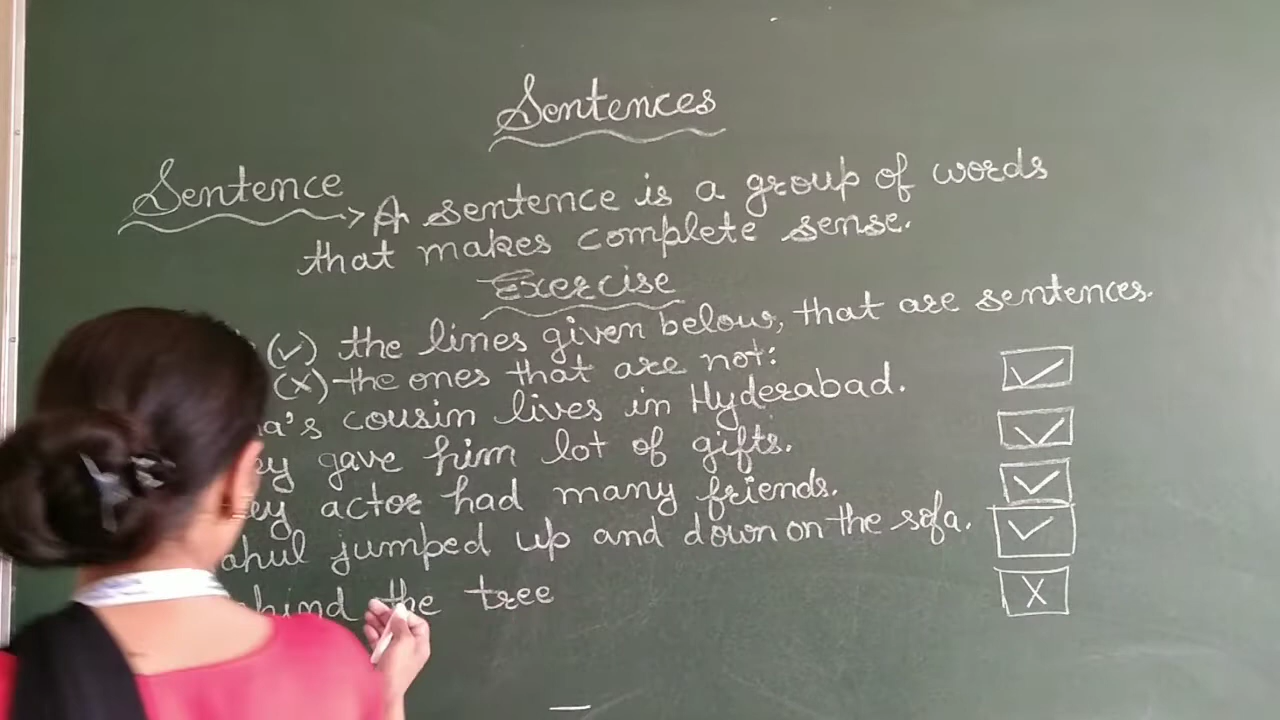 Sentences
Sentence → A sentence is a group of words
that makes complete sense.
Exercise
(✓) the lines given below, that are sentences.
(x) the ones that are not:
a's cousin lives in Hyderabad. ✓
ey gave him lot of gifts. ✓
ey actor had many friends. ✓
ahul jumped up and down on the sofa. ✓
hind the tree x